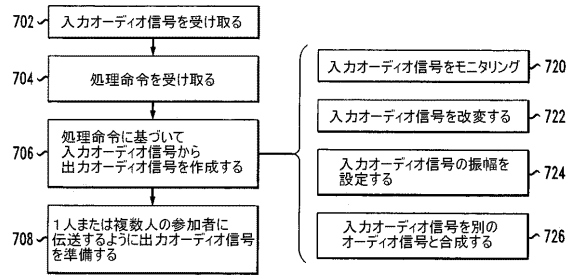 702
入力オーディオ信号を受け取る
704
処理命令を受け取る
706
処理命令に基づいて
入力オーディオ信号から
出力オーディオ信号を作成する
708
1人または複数人の参加者に
伝送するように出力オーディオ信号
を準備する
入力オーディオ信号をモニタリング
720
入力オーディオ信号を改変する
722
入力オーディオ信号の振幅を
設定する
724
入力オーディオ信号を別の
オーディオ信号と合成する
726